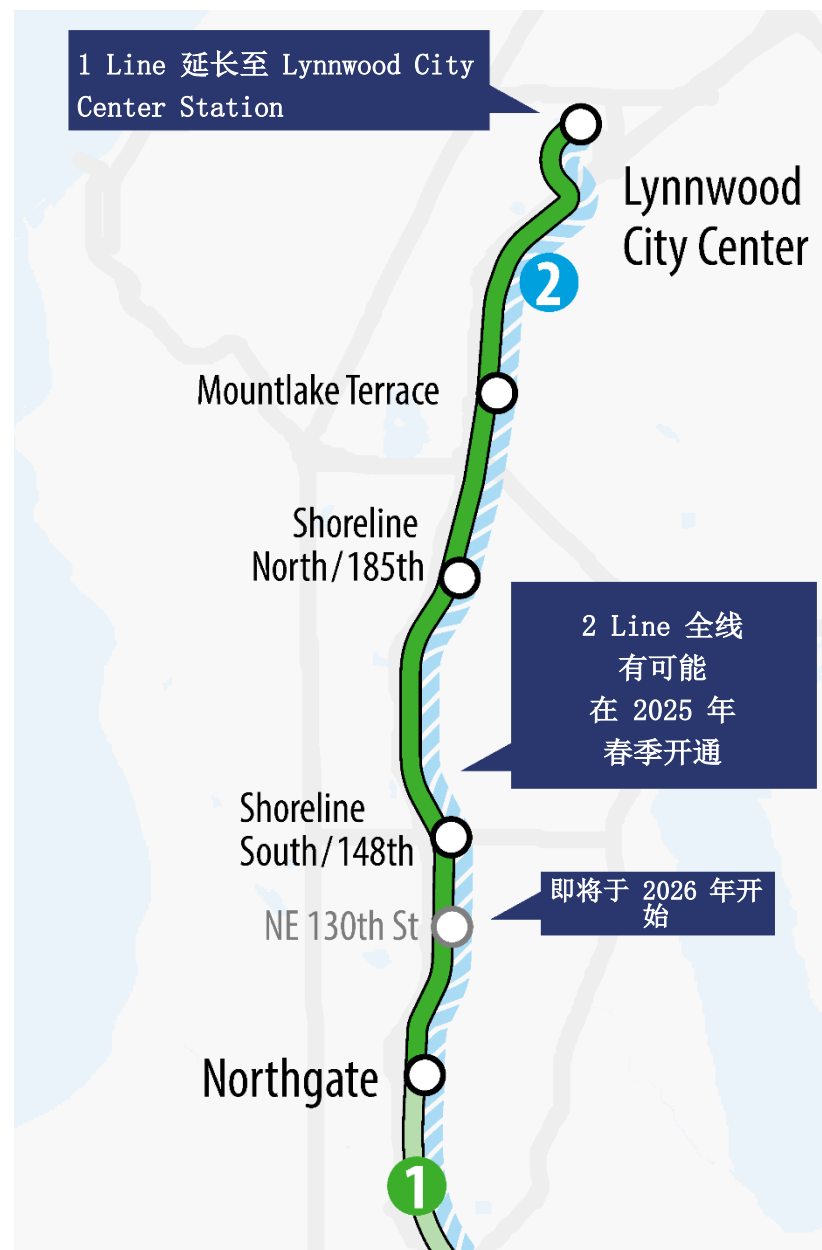 1 Line 延长至 Lynnwood City
Center Station
Lynnwood
City Center
2
Mountlake Terrace
Shoreline
North/185th
2 Line 全线
有可能
在 2025 年
春季开通
Shoreline
South/148th
即将于 2026 年开
始
NE 130th St
Northgate
1